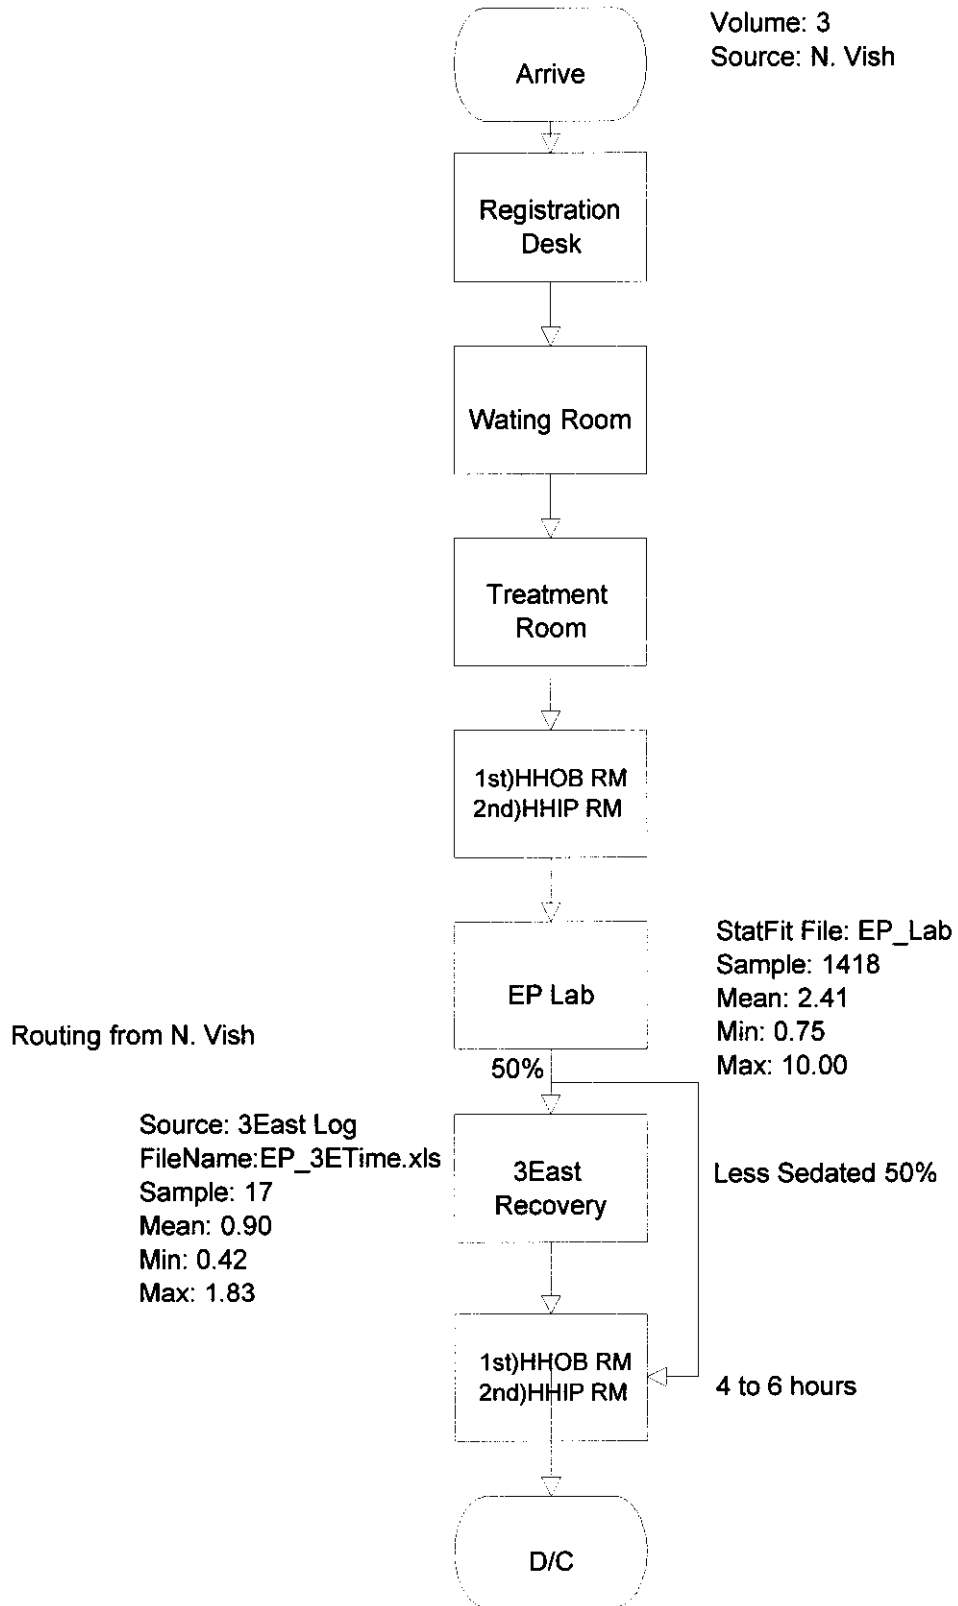 Volume: 3
Source: N. Vish
Arrive
Registration
Desk
Wating Room
Treatment
Room
1st)HHOB RM
2nd)HHIP RM
EP Lab
StatFit File: EP_Lab
Sample: 1418
Mean: 2.41
Min: 0.75
Max: 10.00
Routing from N. Vish
50%
Source: 3East Log
FileName:EP_3ETime.xls
Sample: 17
Mean: 0.90
Min: 0.42
Max: 1.83
3East
Recovery
Less Sedated 50%
1st)HHOB RM
2nd)HHIP RM
4 to 6 hours
D/C